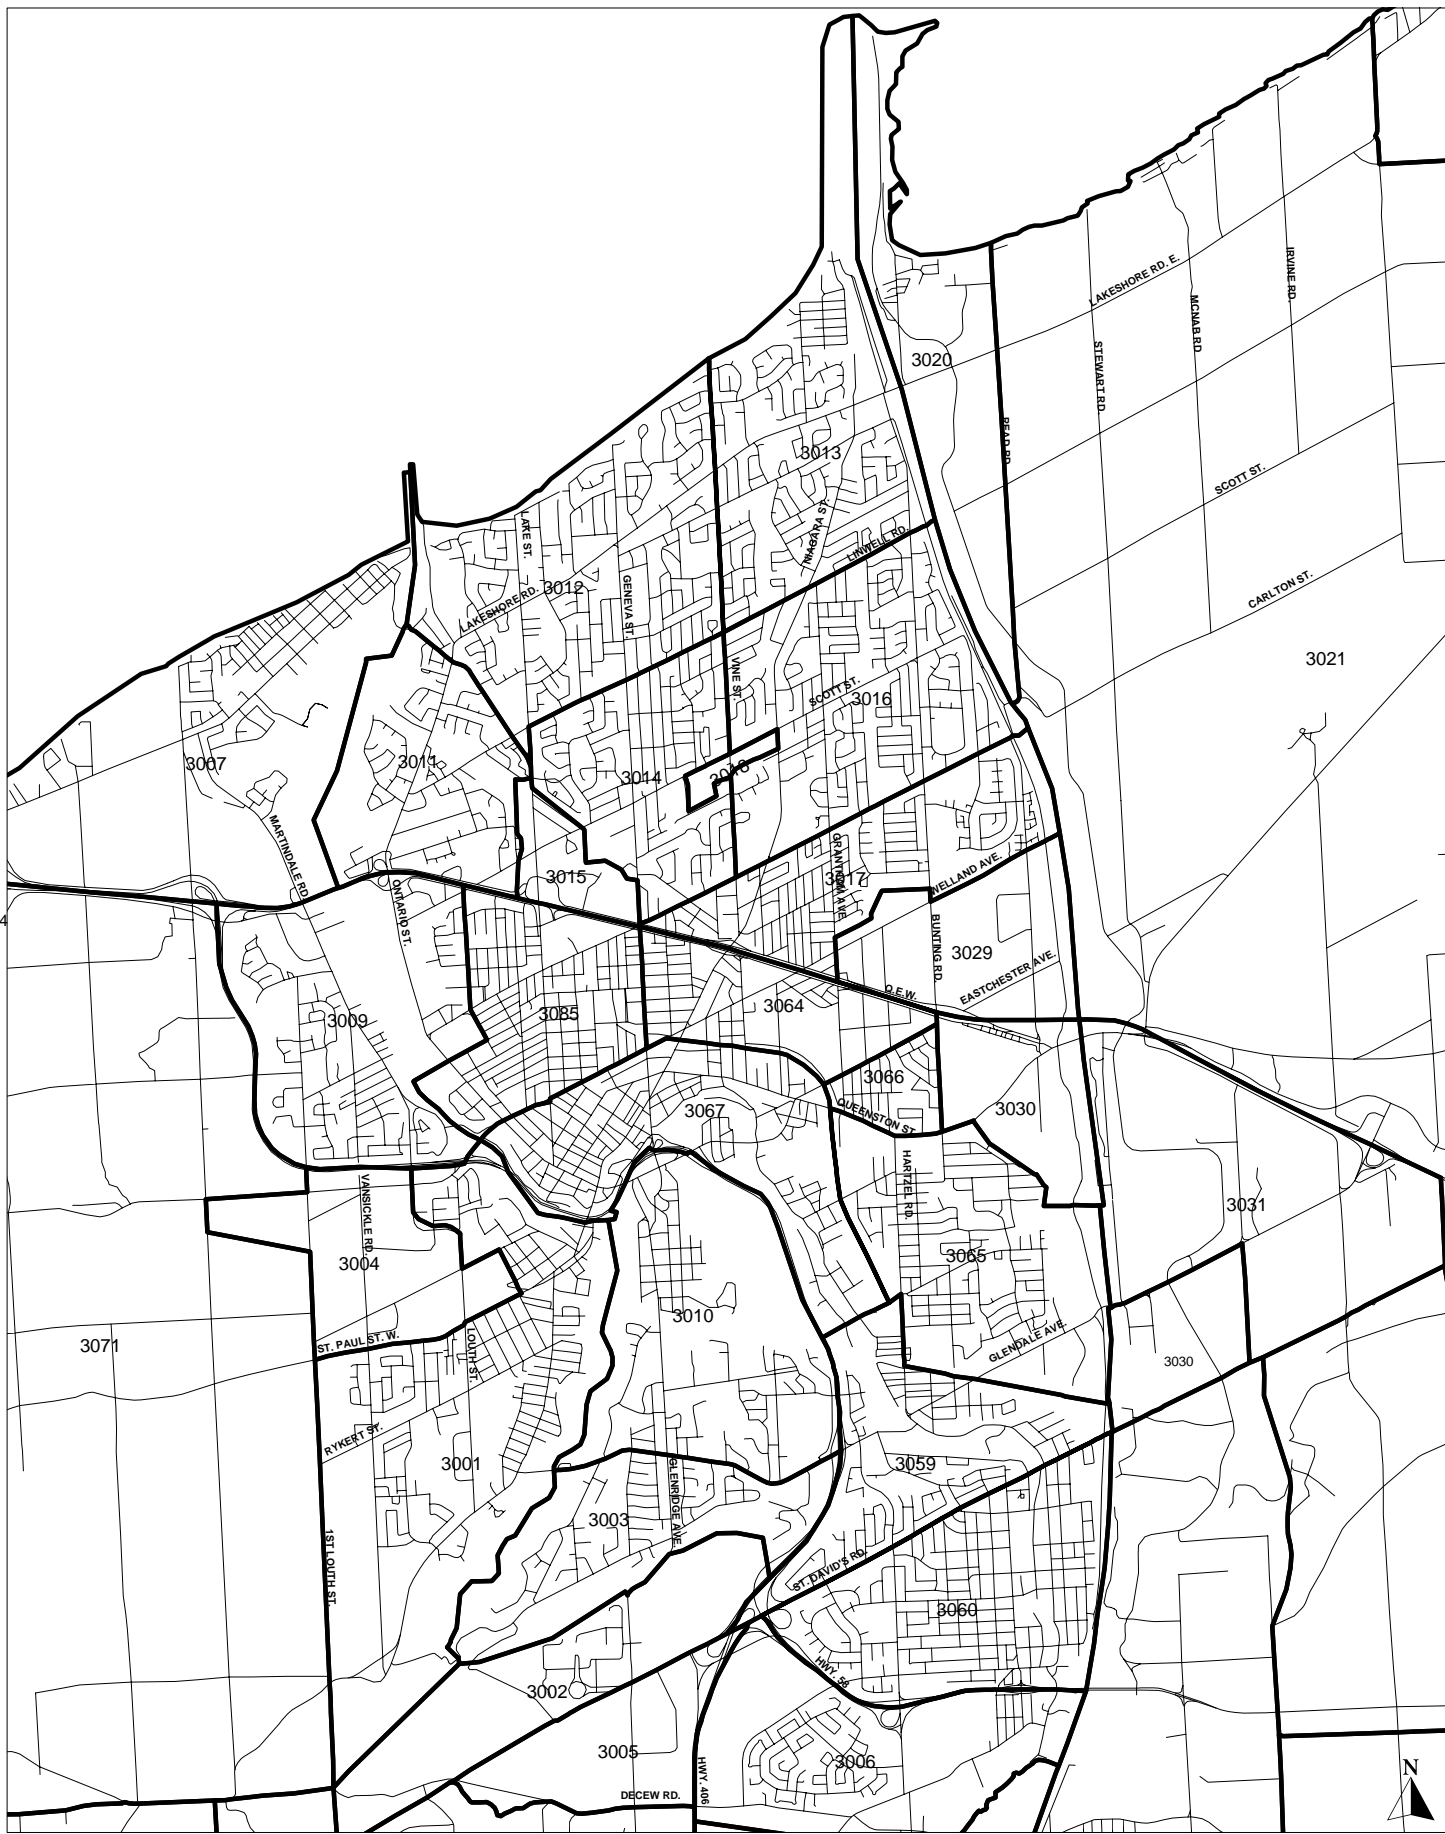 LAKESHORE RD. E.
IRVINE RD.
MCNAB RD
STEWART RD.
3020
READ RD
3013
SCOTT ST.
LAKE ST.
NIAGARA ST.
LINWELL RD.
GENEVA ST.
3012
LAKESHORE RD.
CARLTON ST.
3021
VINE ST.
SCOTT ST.
3016
3007
3011
3014
3018
MARTINDALE RD.
3015
GRANTHAM AVE
3017
WELLAND AVE.
ONTARIO ST.
4
BUNTING RD.
3029
EASTCHESTER AVE.
Q.E.W.
3009
3085
3064
3066
3067
QUEENSTON ST.
3030
HARTZEL RD.
VANSICKLE RD.
3031
3004
3065
3010
3071
ST. PAUL ST. W.
LOUTH ST.
GLENDALE AVE.
3030
RYKERT ST.
3001
GLENRIDGE AVE.
3059
3003
1ST LOUTH ST.
ST. DAVID'S RD.
3060
HWY. 58
3002
3005
3006
HWY. 406
DECEW RD.
N